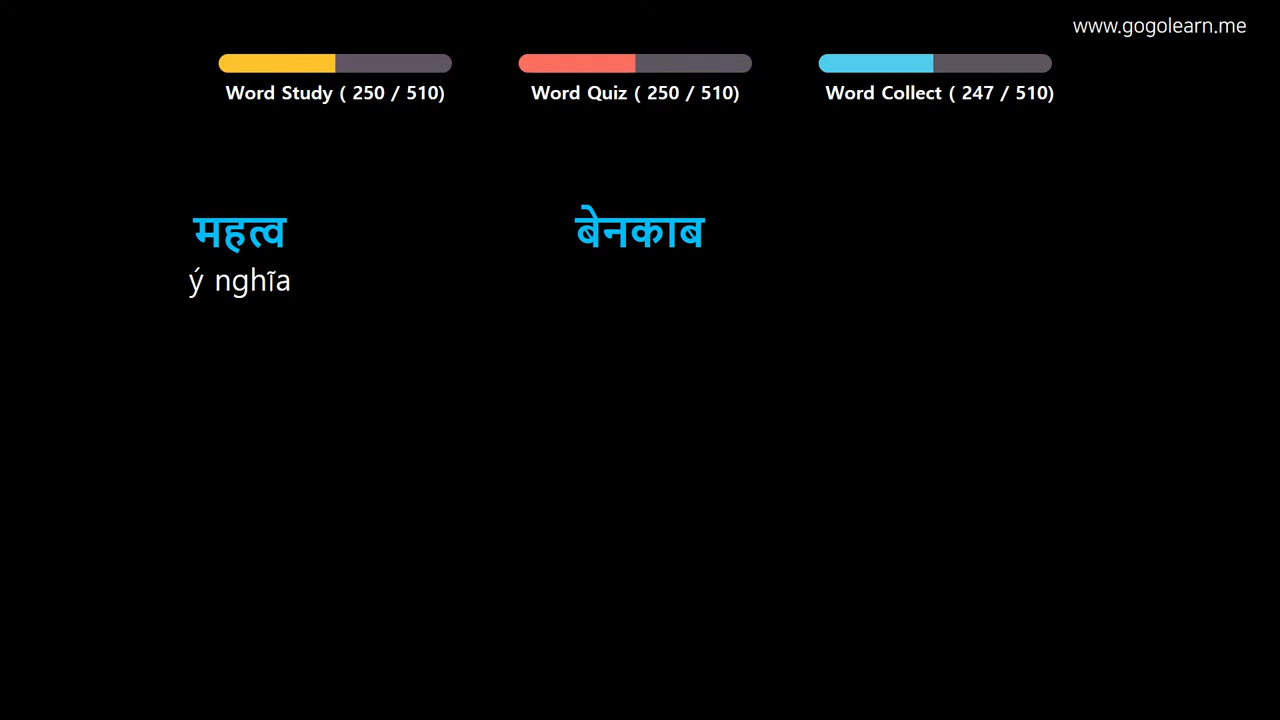 www.gogolearn.me
Word Study ( 250 / 510)
Word Quiz ( 250 / 510)
Word Collect ( 247 / 510)
महत्व
ý nghĩa
बेनकाब